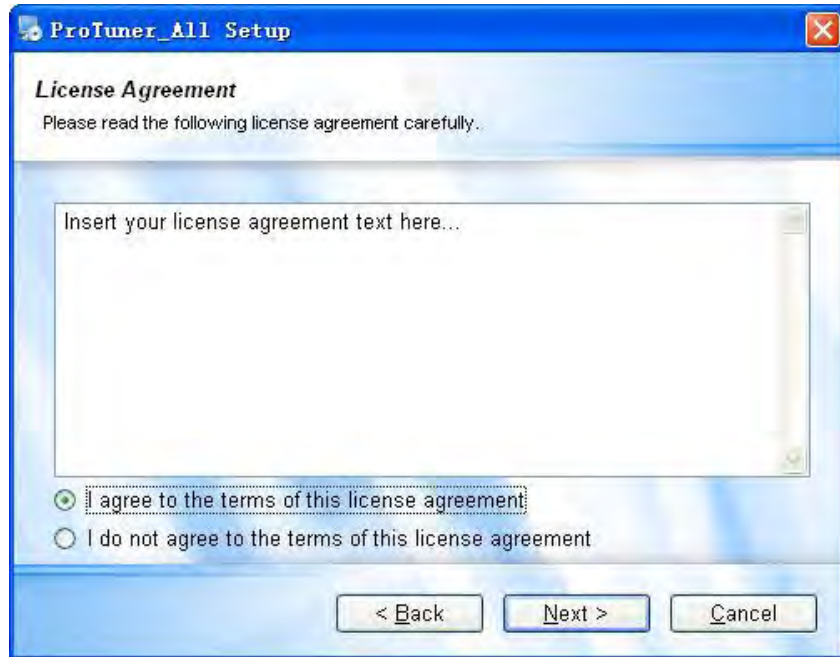 ProTuner_All Setup
License Agreement
Please read the following license agreement carefully.
Insert your license agreement text here...
I agree to the terms of this license agreement
I do not agree to the terms of this license agreement
< Back Next > Cancel